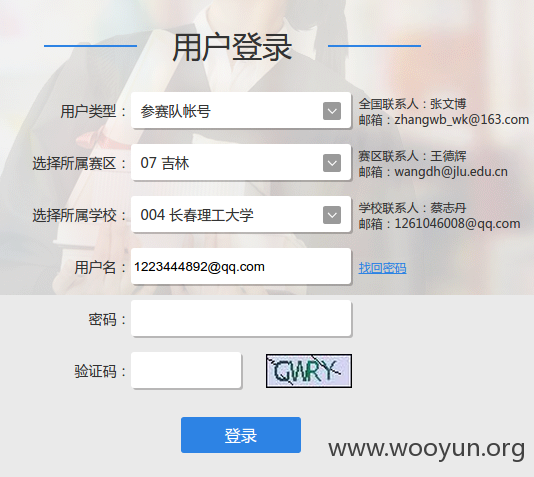 用户登录
用户类型：参赛队帐号
全国联系人：张文博
邮箱：zhangwb_wk@163.com
选择所属赛区：07 吉林
赛区联系人：王德辉
邮箱：wangdh@jlu.edu.cn
选择所属学校：004 长春理工大学
学校联系人：蔡志丹
邮箱：1261046008@qq.com
用户名：1223444892@qq.com 找回密码
密码：
验证码： GWRY
登录
www.wooyun.org